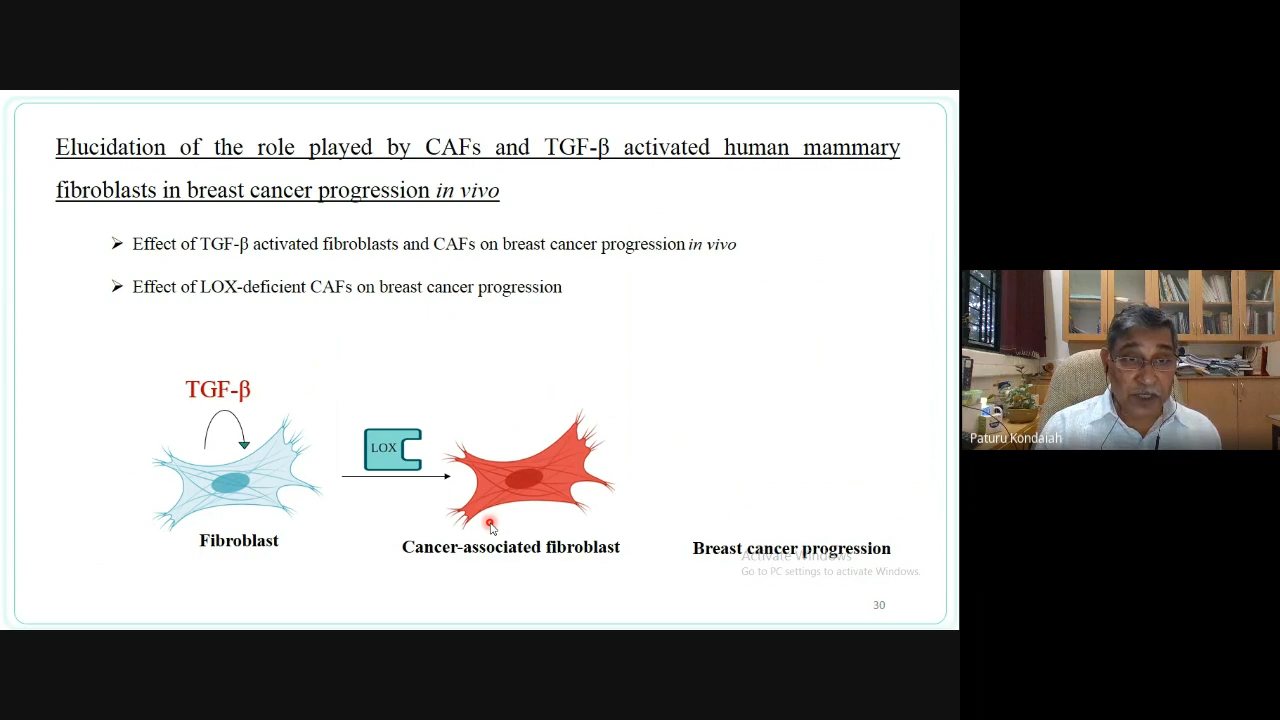 Elucidation of the role played by CAFs and TGF-β activated human mammary
fibroblasts in breast cancer progression in vivo
➢ Effect of TGF-β activated fibroblasts and CAFs on breast cancer progression in vivo
➢ Effect of LOX-deficient CAFs on breast cancer progression
TGF-β
LOX
Fibroblast
Cancer-associated fibroblast
Breast cancer progression
Activate Windows
Go to PC settings to activate Windows.
30
Paturu Kondaiah